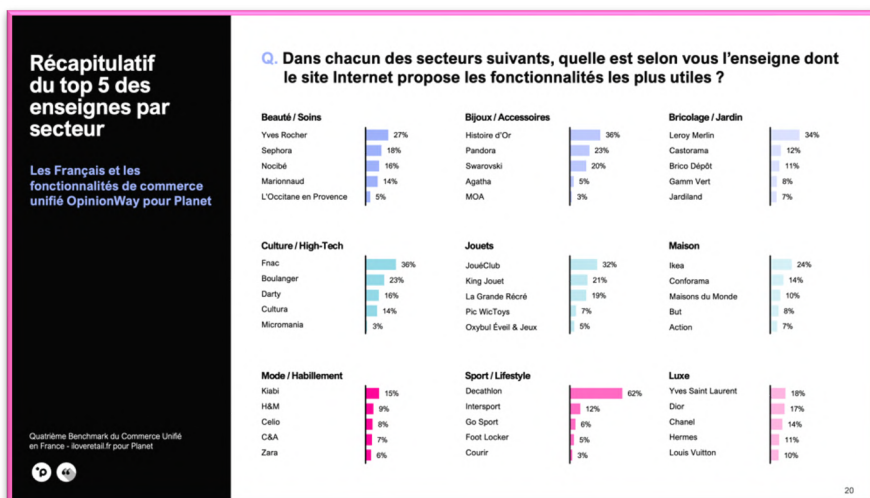 Récapitulatif
du top 5 des
enseignes par
secteur
Les Français et les
fonctionnalités de commerce
unifié OpinionWay pour Planet
Quatrième Benchmark du Commerce Unifié
en France - iloveretail.fr pour Planet
Q. Dans chacun des secteurs suivants, quelle est selon vous l'enseigne dont
le site Internet propose les fonctionnalités les plus utiles ?
Beauté / Soins
Yves Rocher 27%
Sephora 18%
Nocibé 16%
Marionnaud 14%
L'Occitane en Provence 5%
Bijoux / Accessoires
Histoire d'Or 36%
Pandora 23%
Swarovski 20%
Agatha 5%
MOA 3%
Bricolage / Jardin
Leroy Merlin 34%
Castorama 12%
Brico Dépôt 11%
Gamm Vert 8%
Jardiland 7%
Culture / High-Tech
Fnac 36%
Boulanger 23%
Darty 16%
Cultura 14%
Micromania 3%
Jouets
JouéClub 32%
King Jouet 21%
La Grande Récré 19%
Pic WicToys 7%
Oxybul Éveil & Jeux 5%
Maison
Ikea 24%
Conforama 14%
Maisons du Monde 10%
But 8%
Action 7%
Mode / Habillement
Kiabi 15%
H&M 9%
Celio 8%
C&A 7%
Zara 6%
Sport / Lifestyle
Decathlon 62%
Intersport 12%
Go Sport 6%
Foot Locker 5%
Courir 3%
Luxe
Yves Saint Laurent 18%
Dior 17%
Chanel 14%
Hermes 11%
Louis Vuitton 10%
20